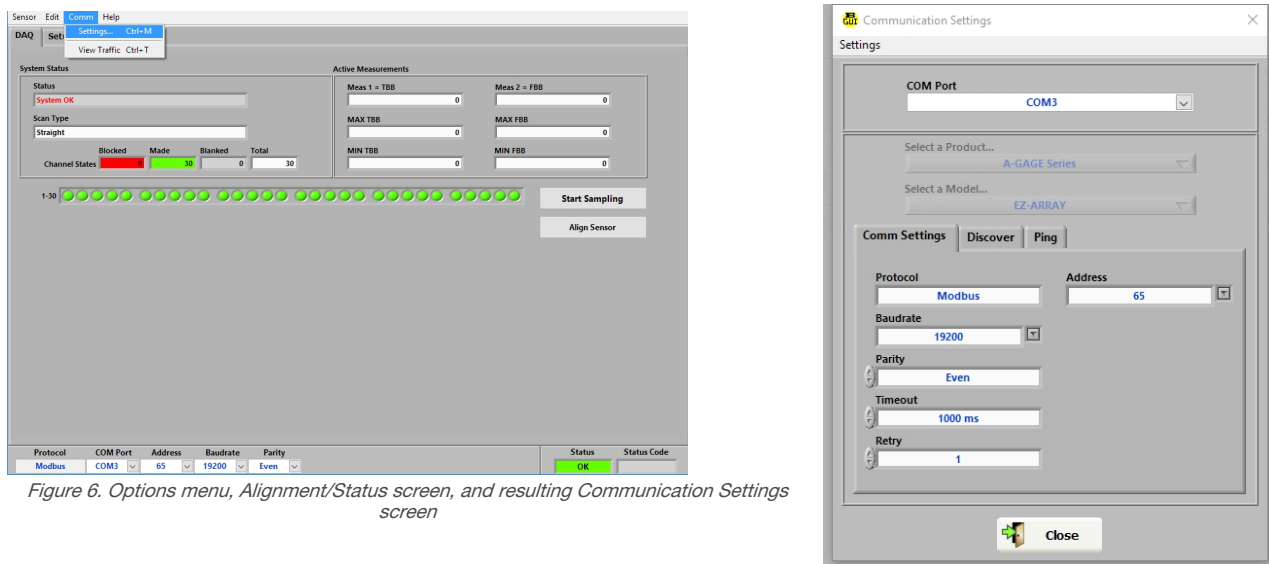 Sensor Edit Comm Help
Settings... Ctrl+M
View Traffic Ctrl+T
DAQ
System Status
Status
System OK
Scan Type
Straight
Blocked Made Blanked Total
Channel States 0 30 0 30
Active Measurements
Meas 1 = TBB Meas 2 = FBB
0 0
MAX TBB MAX FBB
0 0
MIN TBB MIN FBB
0 0
1-30
Start Sampling
Align Sensor
Protocol COM Port Address Baudrate Parity Status Status Code
Modbus COM3 65 19200 Even OK
Figure 6. Options menu, Alignment/Status screen, and resulting Communication Settings
screen
GUI Communication Settings
Settings
COM Port
COM3
Select a Product...
A-GAGE Series
Select a Model...
EZ-ARRAY
Comm Settings Discover Ping
Protocol Address
Modbus 65
Baudrate
19200
Parity
Even
Timeout
1000 ms
Retry
1
Close